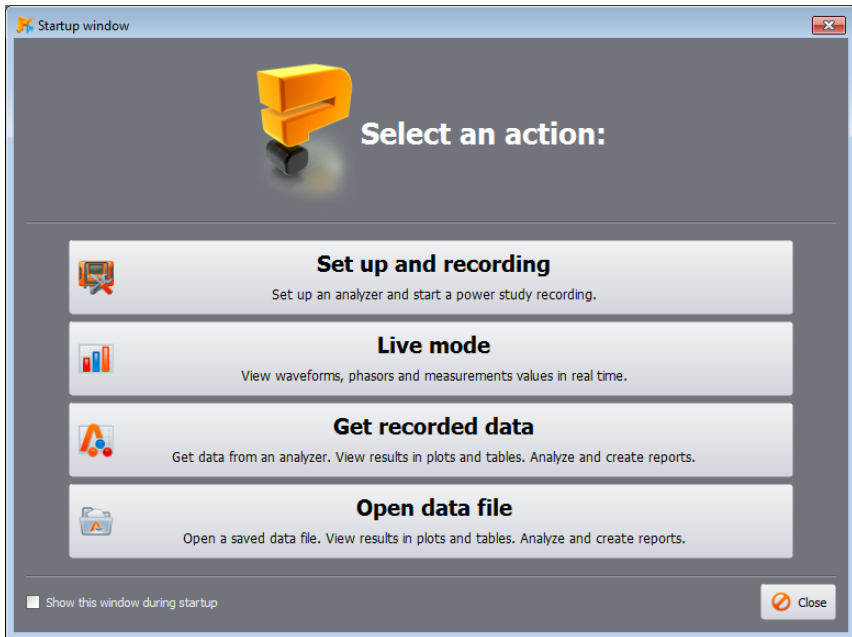 Startup window
Select an action:
Set up and recording
Set up an analyzer and start a power study recording.
Live mode
View waveforms, phasors and measurements values in real time.
Get recorded data
Get data from an analyzer. View results in plots and tables. Analyze and create reports.
Open data file
Open a saved data file. View results in plots and tables. Analyze and create reports.
Show this window during startup
Close